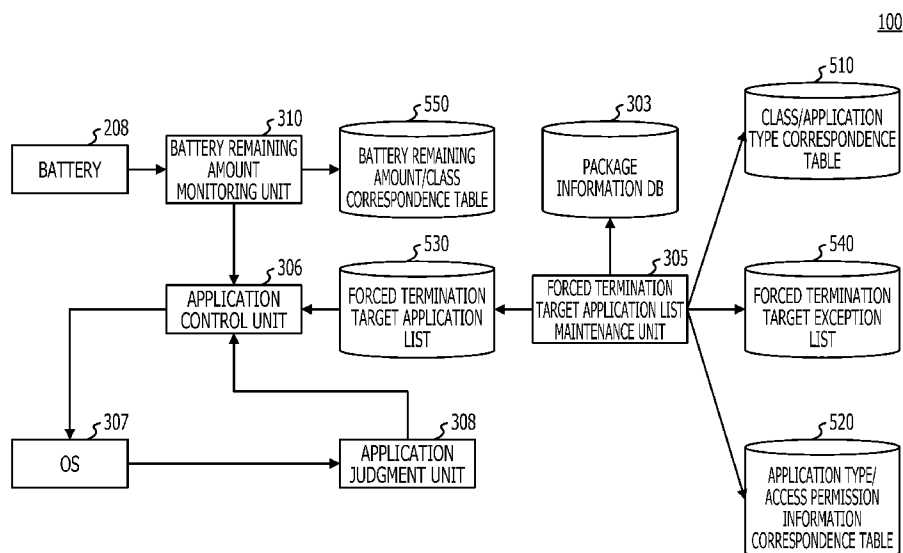 100
510
CLASS/APPLICATION
TYPE CORRESPONDENCE
TABLE
550
BATTERY REMAINING
AMOUNT/CLASS
CORRESPONDENCE TABLE
303
PACKAGE
INFORMATION DB
208
BATTERY
310
BATTERY REMAINING
AMOUNT
MONITORING UNIT
306
APPLICATION
CONTROL UNIT
530
FORCED TERMINATION
TARGET APPLICATION
LIST
305
FORCED TERMINATION
TARGET APPLICATION LIST
MAINTENANCE UNIT
540
FORCED TERMINATION
TARGET EXCEPTION
LIST
307
OS
308
APPLICATION
JUDGMENT UNIT
520
APPLICATION TYPE/
ACCESS PERMISSION
INFORMATION
CORRESPONDENCE TABLE